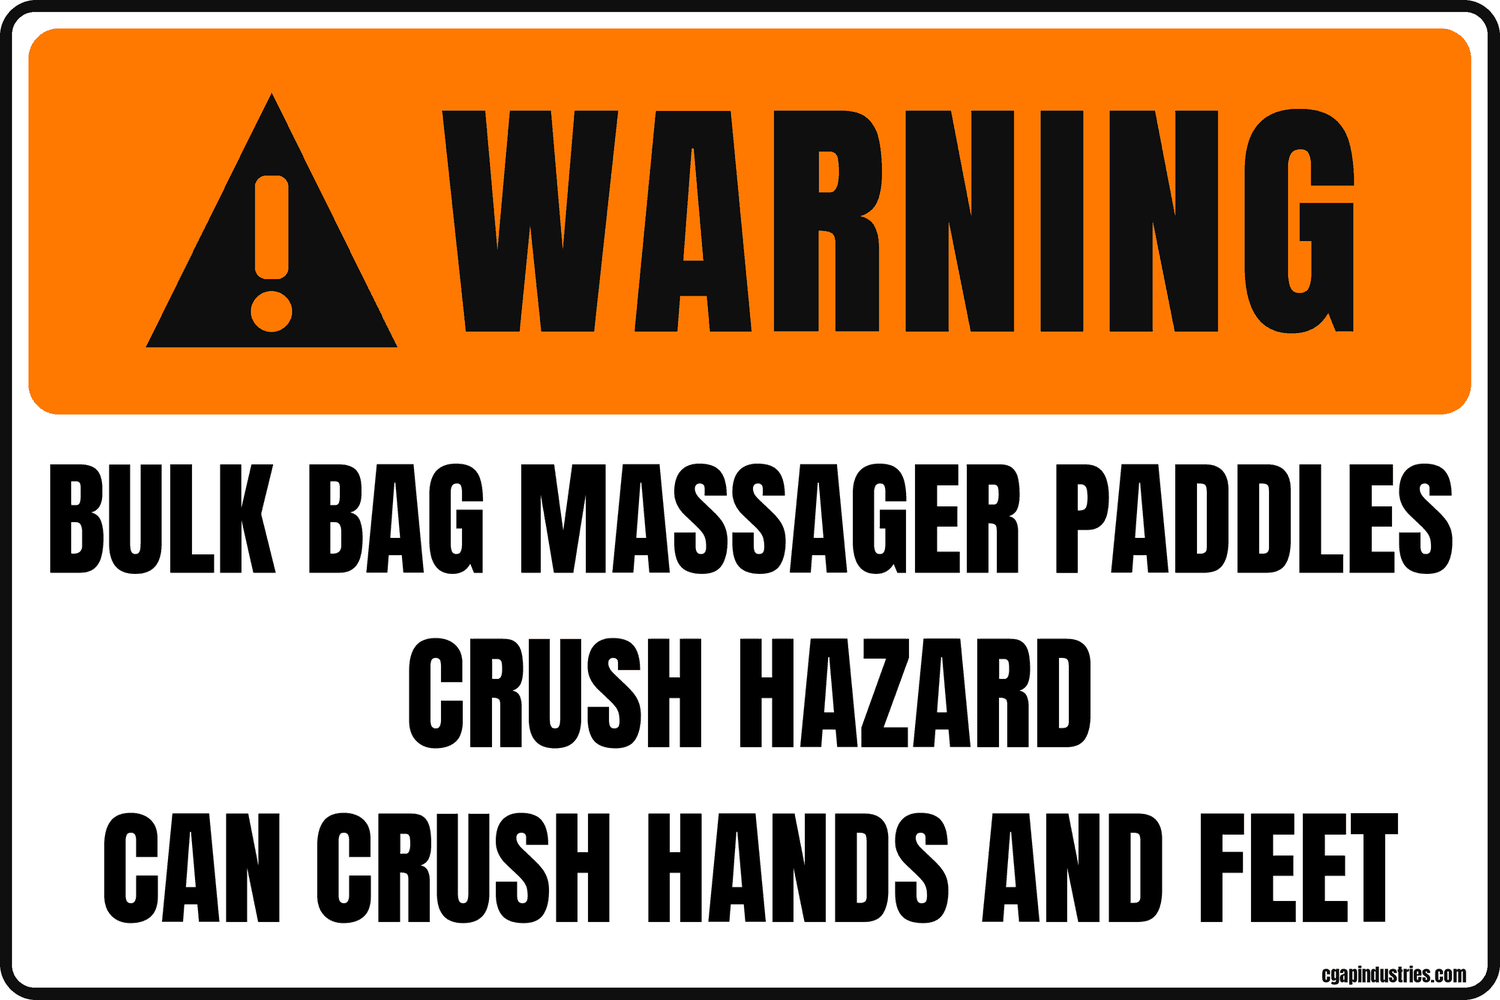 WARNING
BULK BAG MASSAGER PADDLES
CRUSH HAZARD
CAN CRUSH HANDS AND FEET
cgapindustries.com